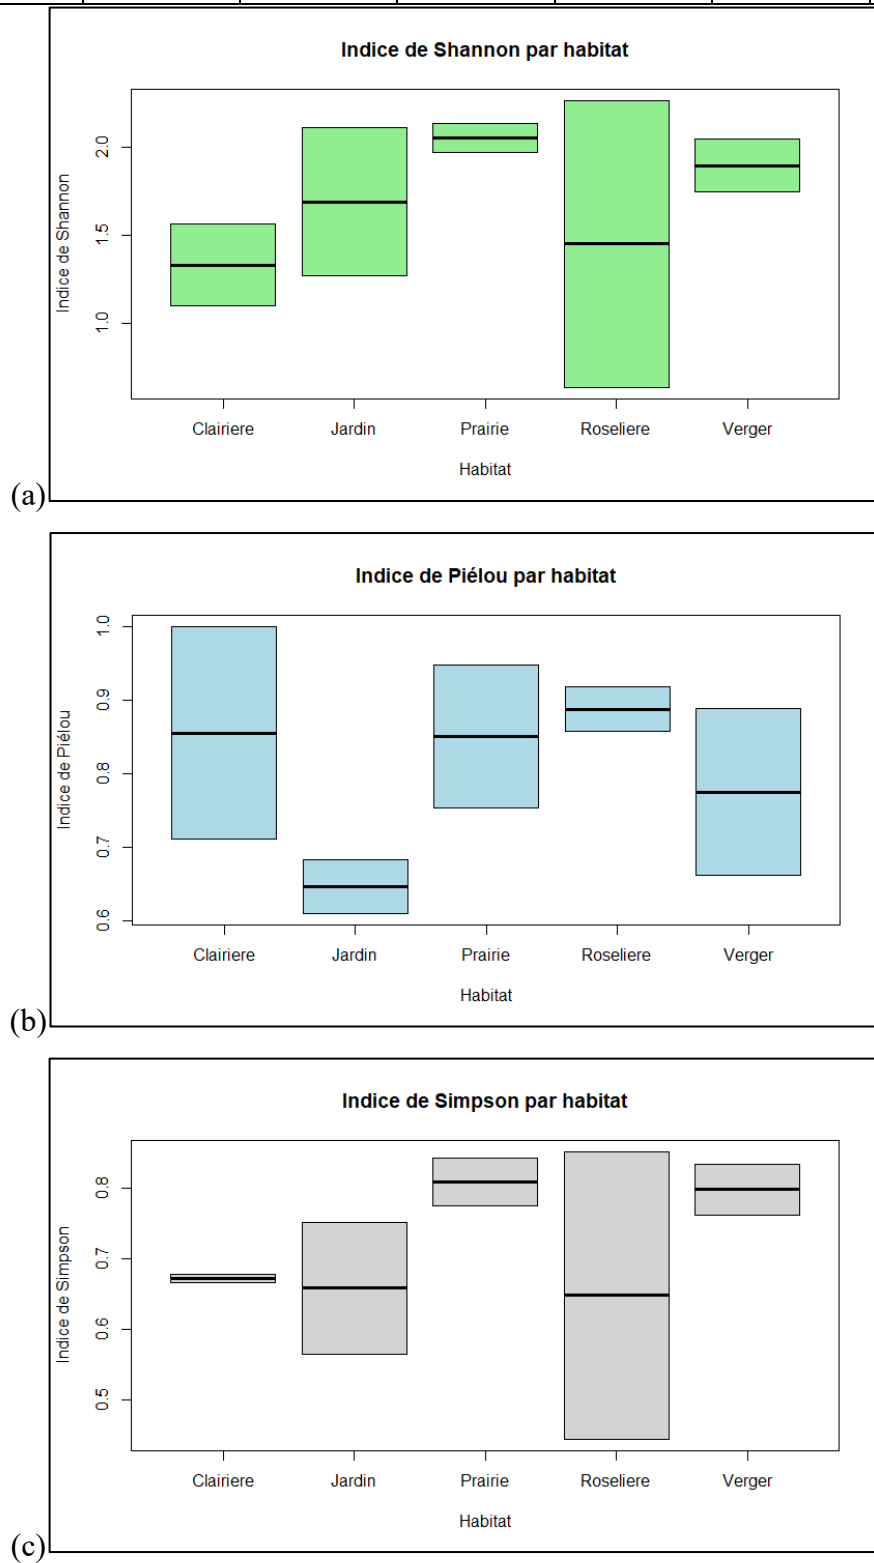 Indice de Shannon par habitat
Indice de Shannon
2.0
1.5
1.0
Clairiere Jardin Prairie Roseliere Verger
Habitat
(a)
Indice de Piélou par habitat
Indice de Piélou
1.0
0.9
0.8
0.7
0.6
Clairiere Jardin Prairie Roseliere Verger
Habitat
(b)
Indice de Simpson par habitat
Indice de Simpson
0.8
0.7
0.6
0.5
Clairiere Jardin Prairie Roseliere Verger
Habitat
(c)